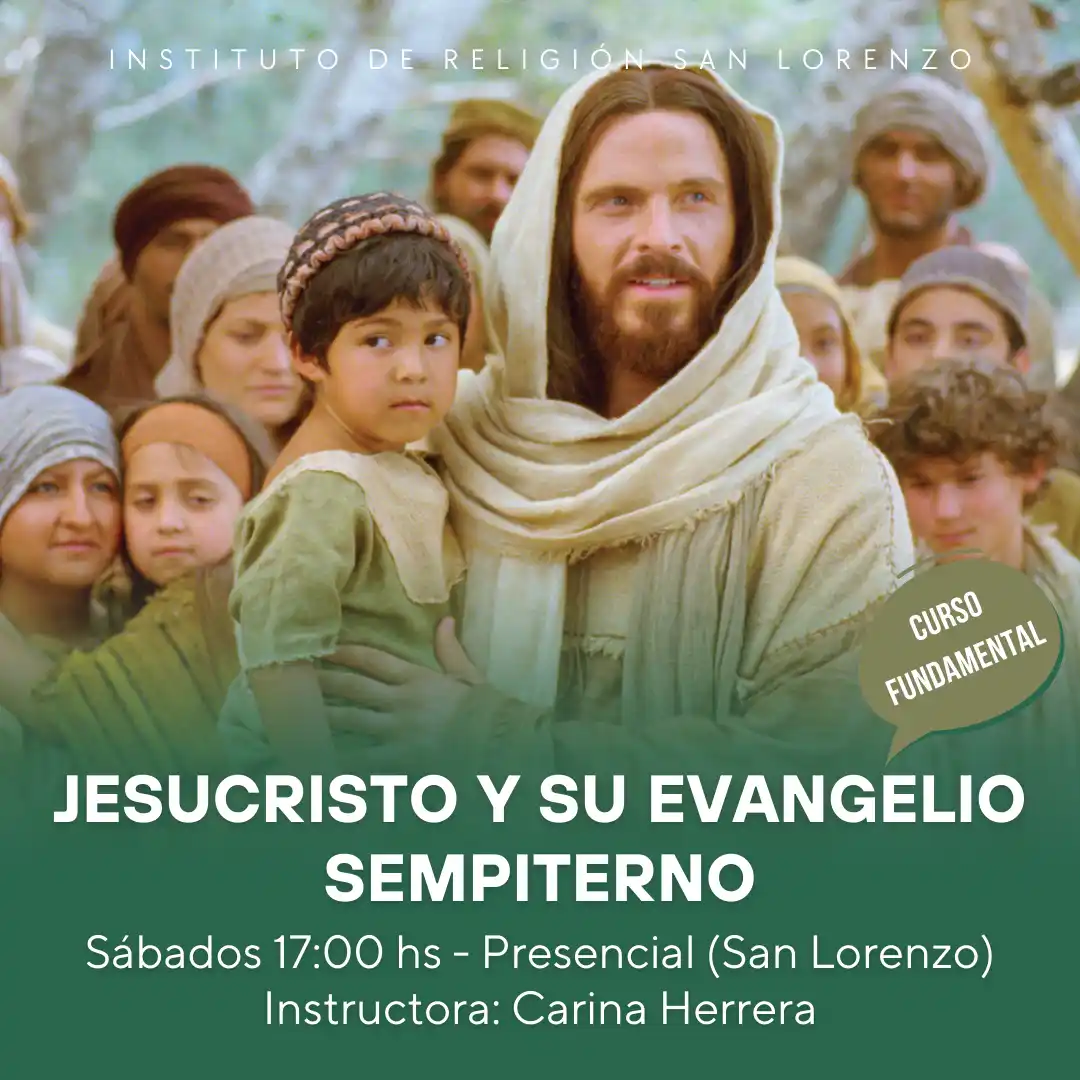 INSTITUTO DE RELIGIÓN SAN LORENZO
CURSO
FUNDAMENTAL
JESUCRISTO Y SU EVANGELIO
SEMPITERNO
Sábados 17:00 hs - Presencial (San Lorenzo)
Instructora: Carina Herrera